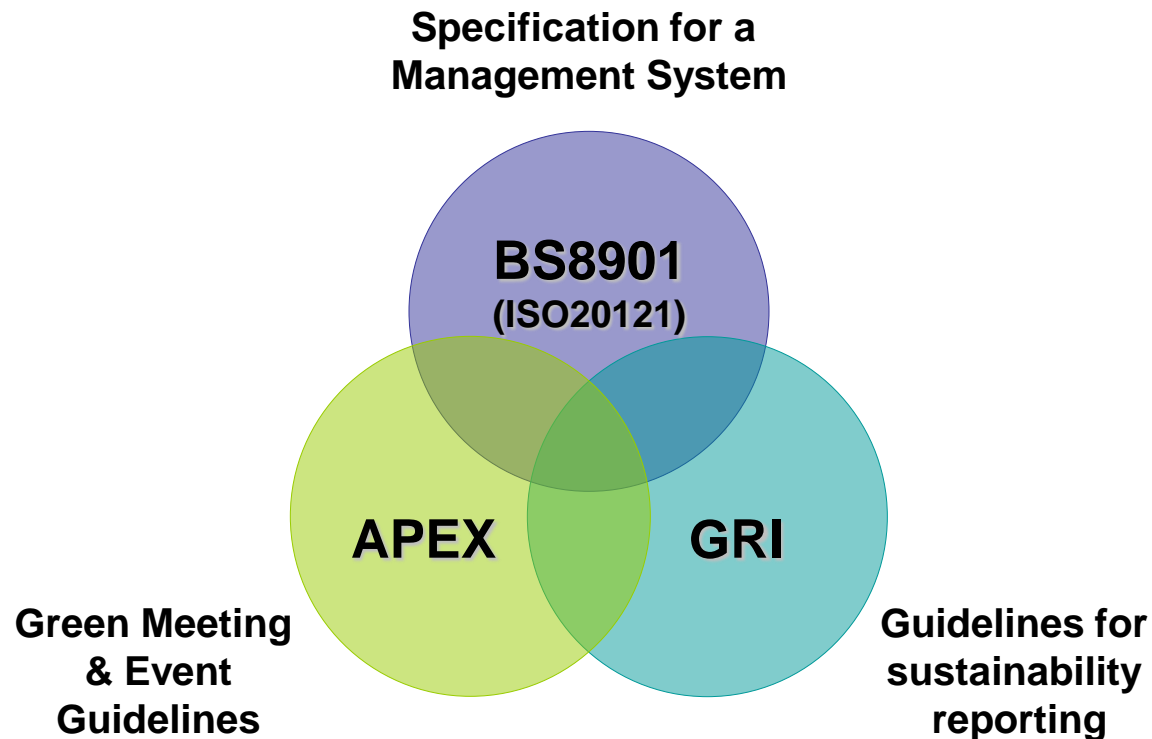 Specification for a
Management System
BS8901
(ISO20121)
APEX
GRI
Green Meeting
& Event
Guidelines
Guidelines for
sustainability
reporting